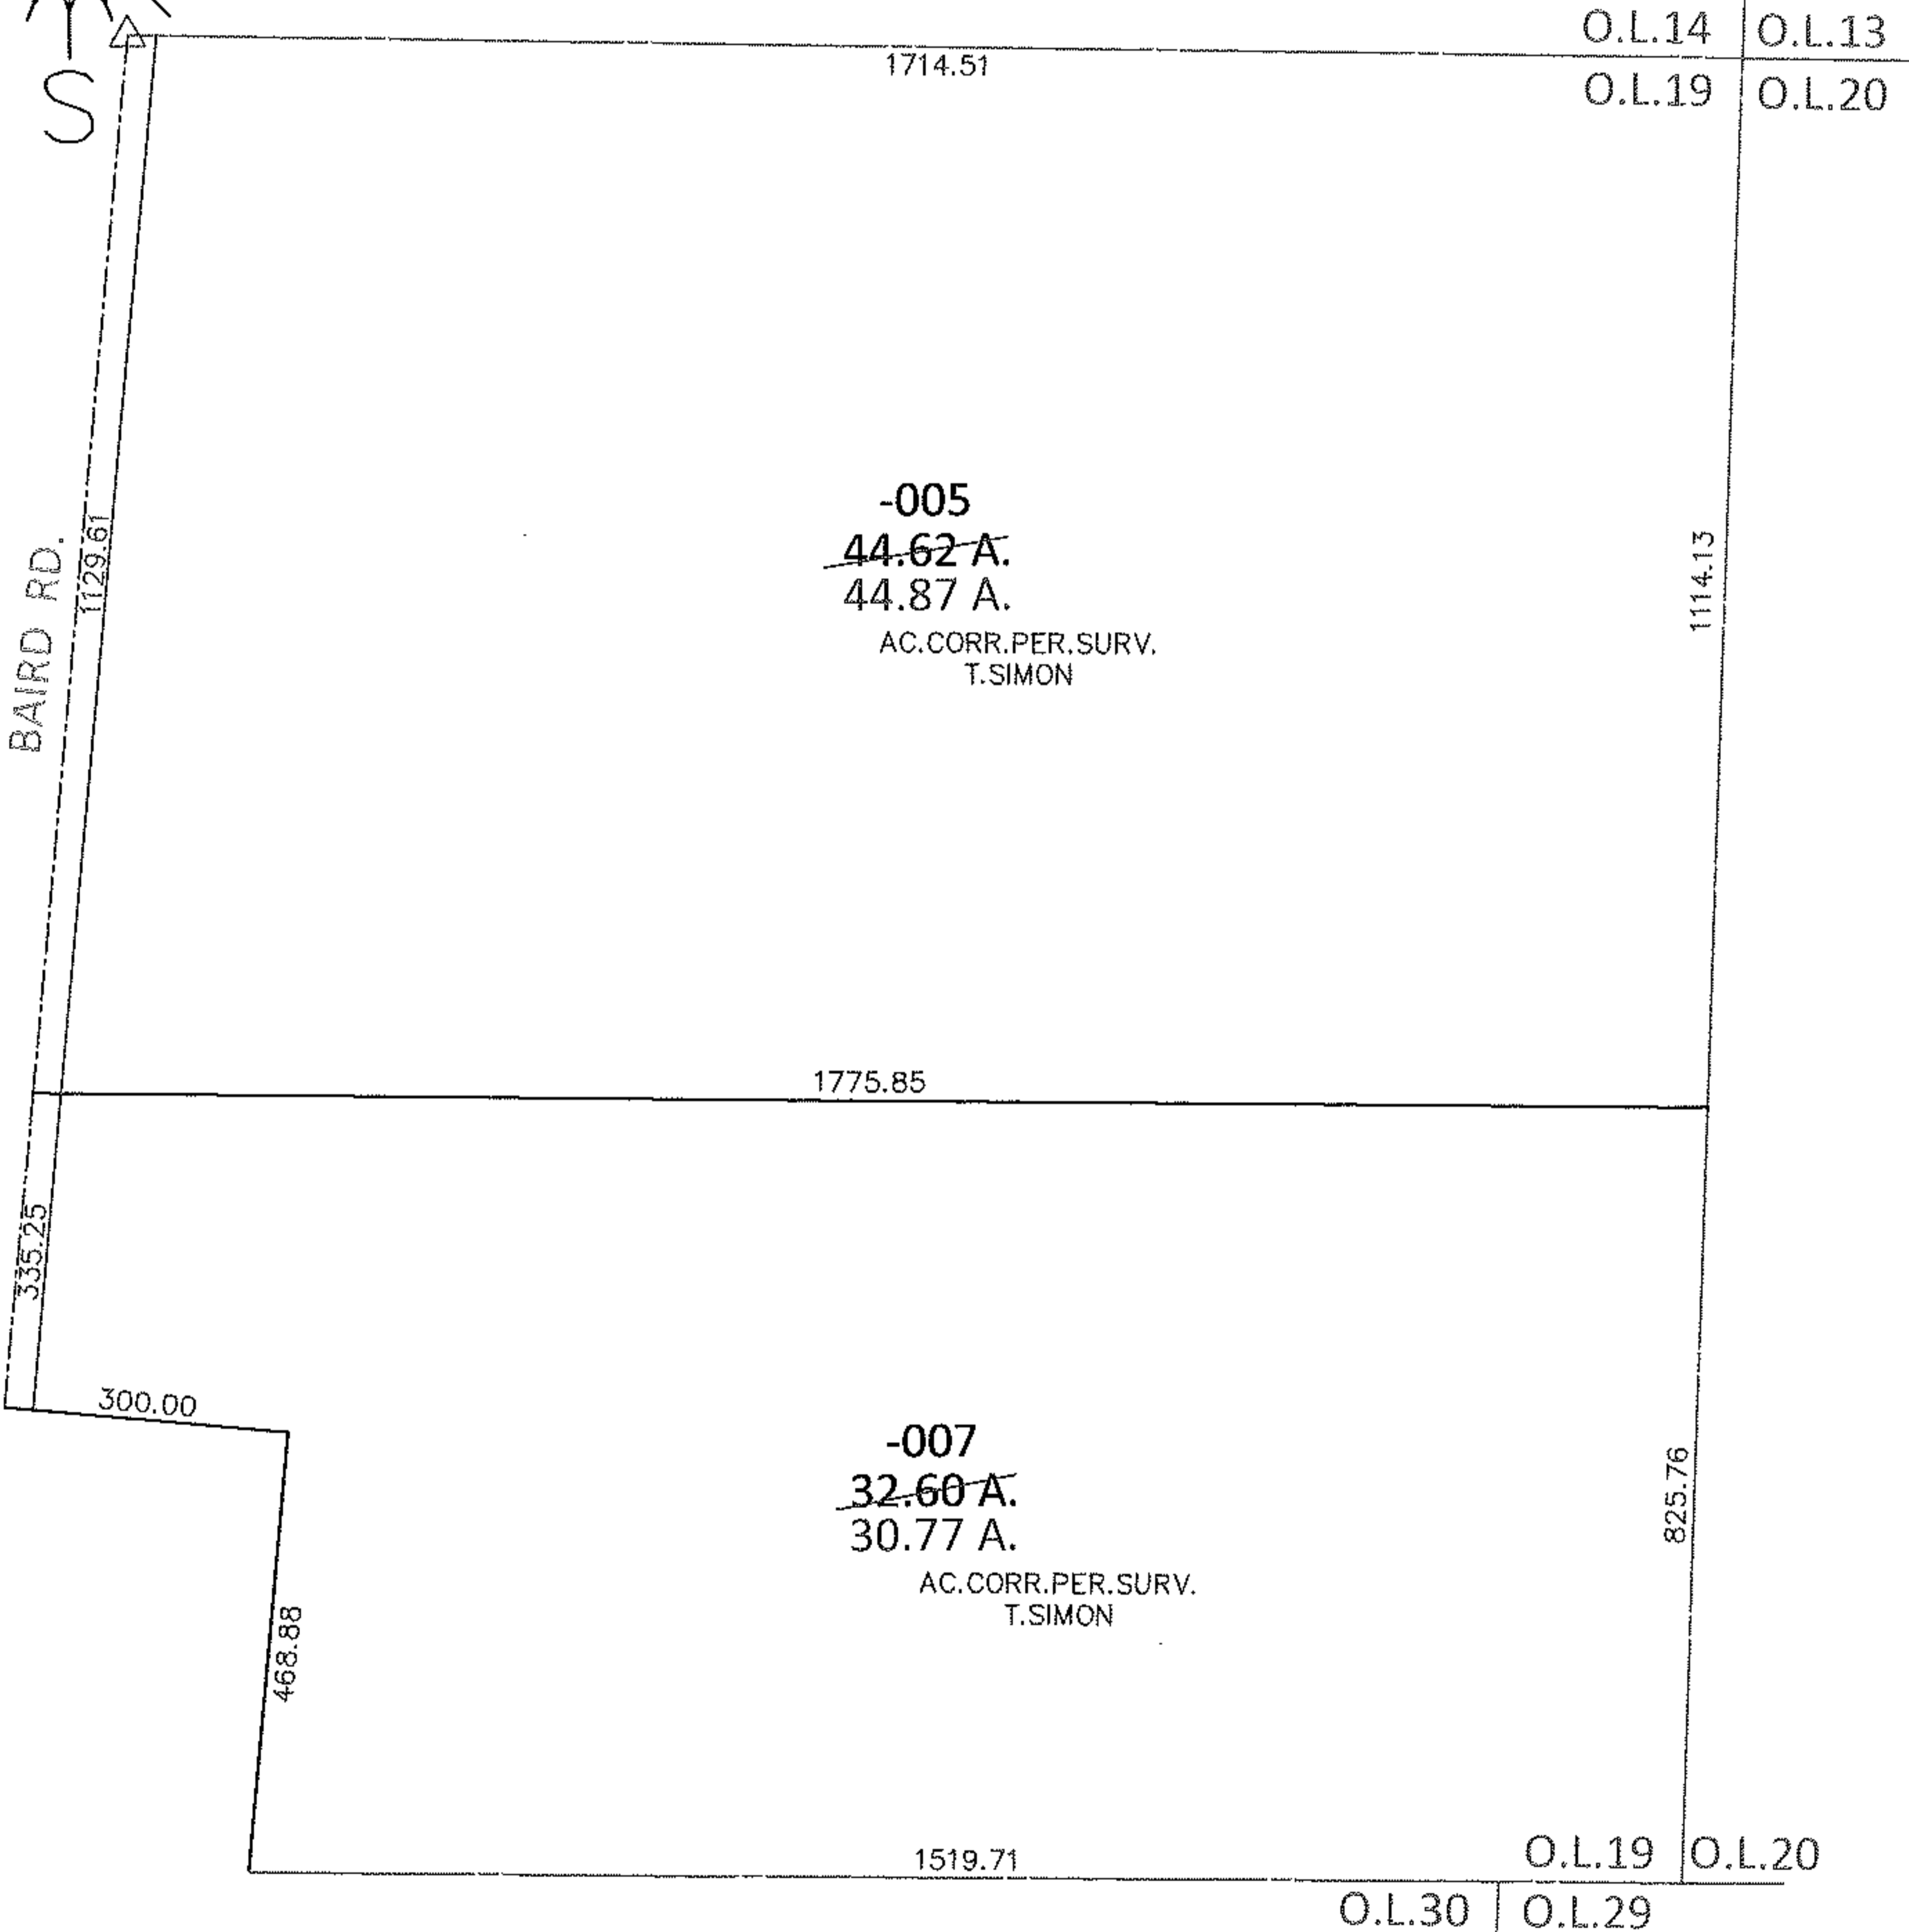 S
O.L.14 O.L.13
1714.51
O.L.19 O.L.20
BAIRD RD.
1129.61
-005
44.62 A.
44.87 A.
AC.CORR.PER.SURV.
T.SIMON
1114.13
1775.85
335.25
300.00
-007
32.60 A.
30.77 A.
AC.CORR.PER.SURV.
T.SIMON
825.76
468.88
1519.71
O.L.19 O.L.20
O.L.30 O.L.29